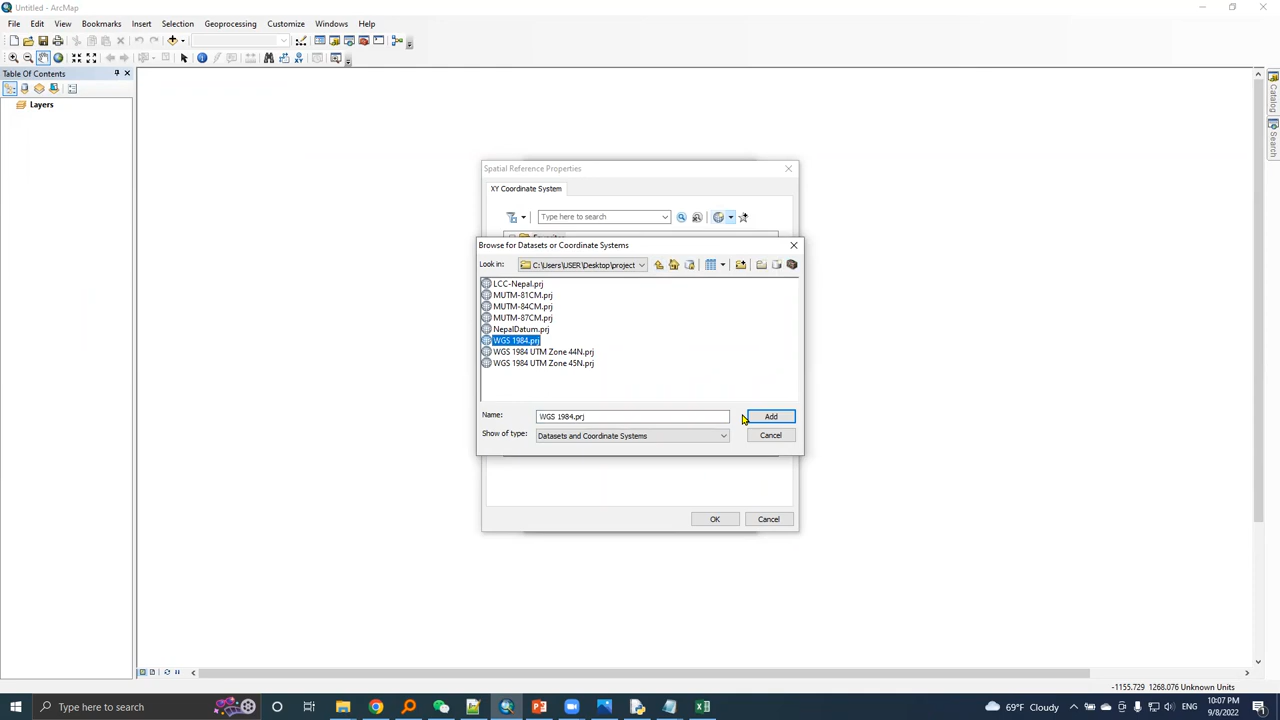 Untitled - ArcMap
File Edit View Bookmarks Insert Selection Geoprocessing Customize Windows Help
Table Of Contents
Layers
Catalog
Search
Spatial Reference Properties
XY Coordinate System
Type here to search
Browse for Datasets or Coordinate Systems
Look in: C:\Users\USER\Desktop\project
LCC-Nepal.prj
MUTM-81CM.prj
MUTM-84CM.prj
MUTM-87CM.prj
NepalDatum.prj
WGS 1984.prj
WGS 1984 UTM Zone 44N.prj
WGS 1984 UTM Zone 45N.prj
Name: WGS 1984.prj Add
Show of type: Datasets and Coordinate Systems Cancel
OK Cancel
-1155.729 1268.076 Unknown Units
Type here to search
69°F Cloudy ENG 10:07 PM
9/8/2022